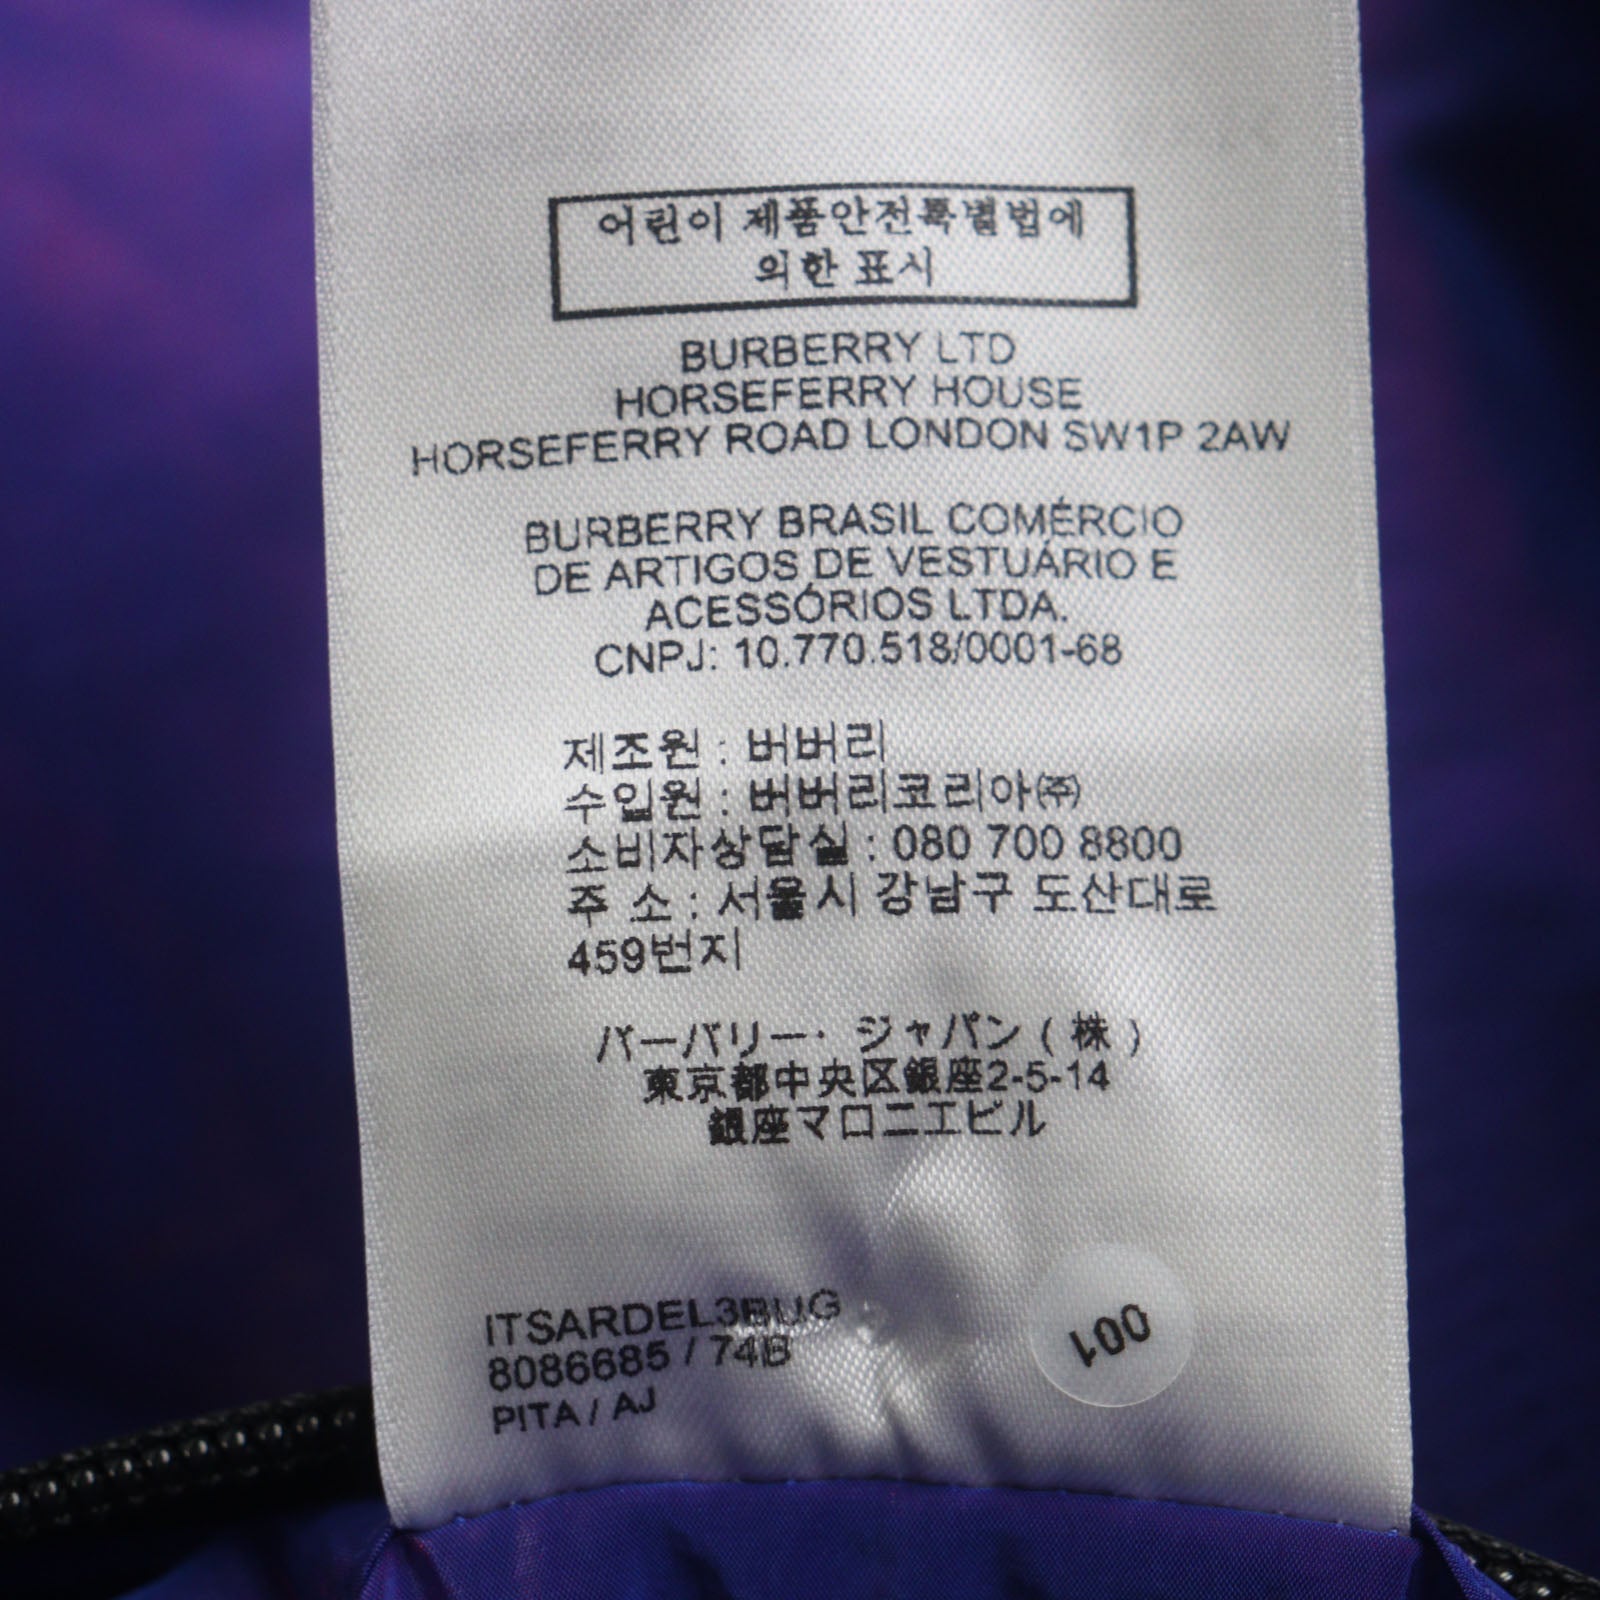 어린이 제품안전특별법에
의한 표시
BURBERRY LTD
HORSEFERRY HOUSE
HORSEFERRY ROAD LONDON SW1P 2AW
BURBERRY BRASIL COMÉRCIO
DE ARTIGOS DE VESTUÁRIO E
ACESSÓRIOS LTDA.
CNPJ: 10.770.518/0001-68
제조원 : 버버리
수입원 : 버버리코리아㈜
소비자상담실 : 080 700 8800
주 소 : 서울시 강남구 도산대로
459번지
バーバリー・ジャパン ( 株 )
東京都中央区銀座2-5-14
銀座マロニエビル
ITSARDEL3BUG
8086685 / 74B
PITA / AJ
001